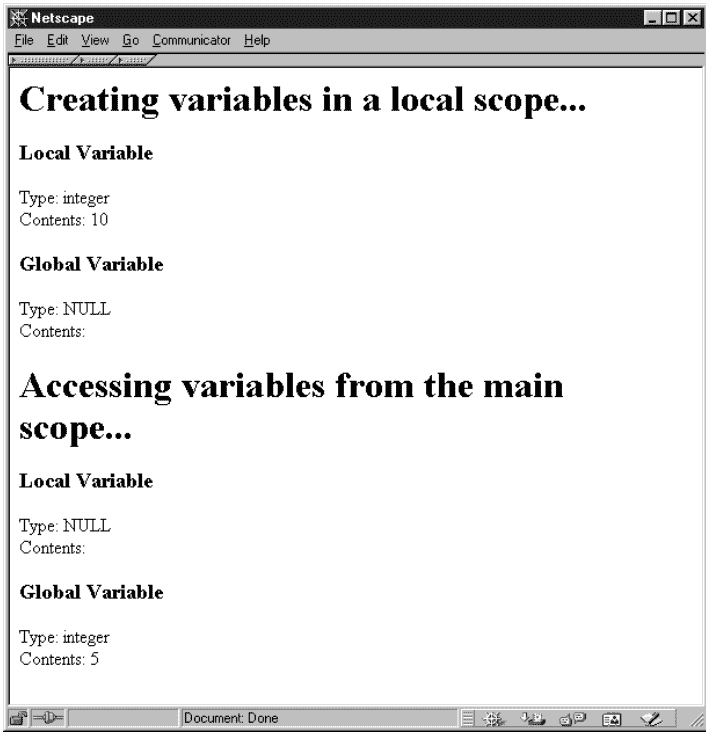 Netscape
File Edit View Go Communicator Help
Creating variables in a local scope...
Local Variable
Type: integer
Contents: 10
Global Variable
Type: NULL
Contents:
Accessing variables from the main
scope...
Local Variable
Type: NULL
Contents:
Global Variable
Type: integer
Contents: 5
Document: Done